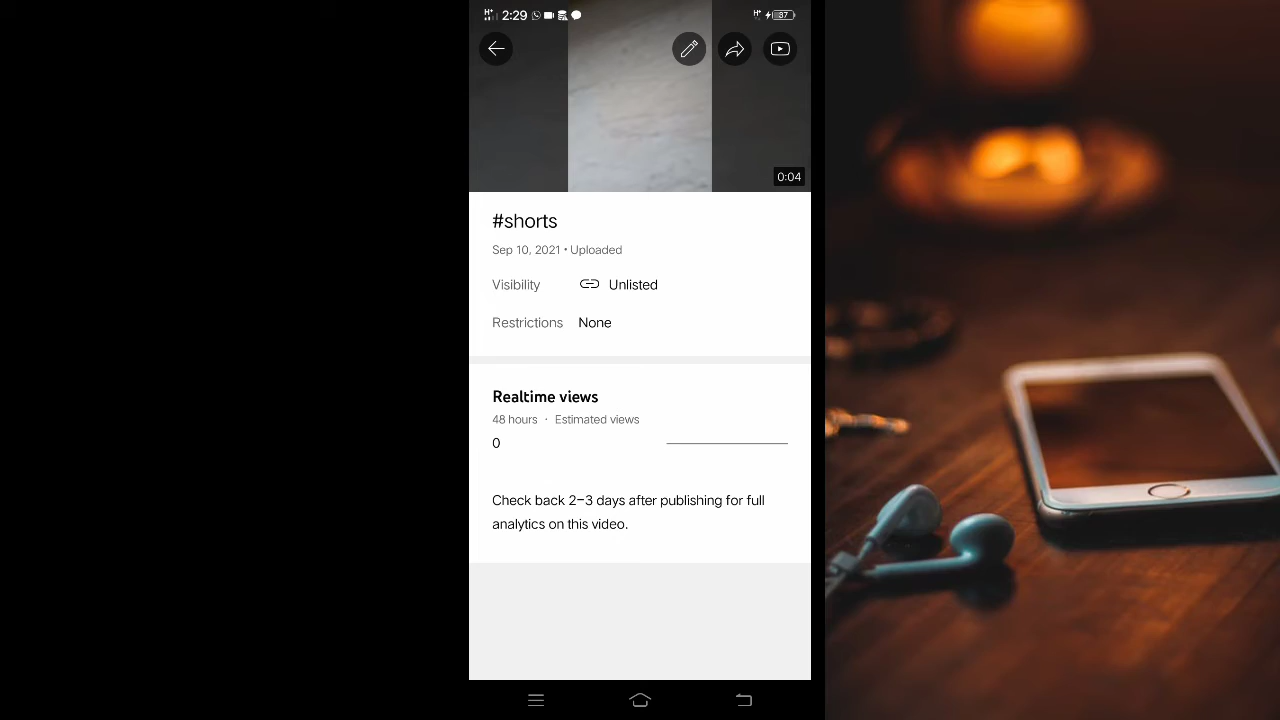 H+ 2:29 H+ 37
0:04
#shorts
Sep 10, 2021 • Uploaded
Visibility Unlisted
Restrictions None
Realtime views
48 hours · Estimated views
0
Check back 2–3 days after publishing for full
analytics on this video.